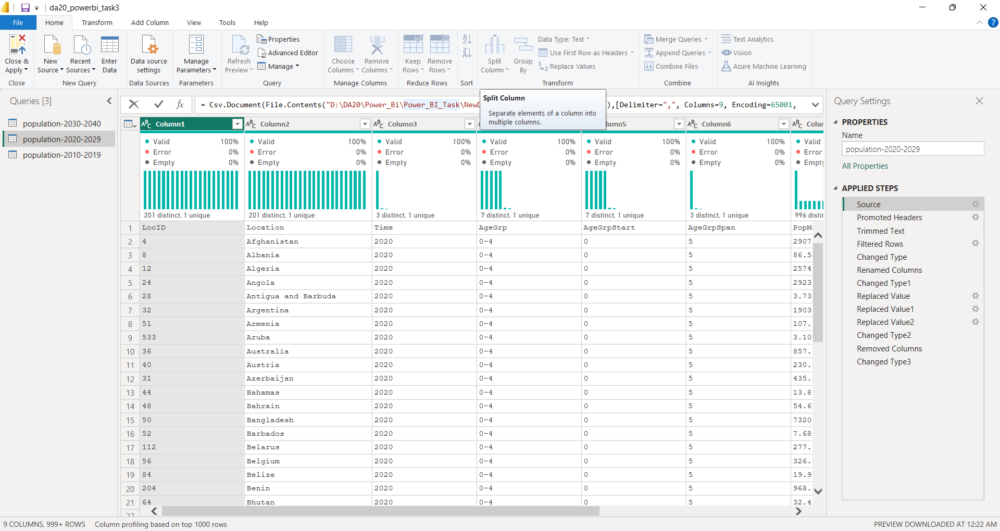 da20_powerbi_task3
File Home Transform Add Column View Tools Help
Close & Apply
Close
New Source
Recent Sources
Enter Data
New Query
Data source settings
Data Sources
Manage Parameters
Parameters
Refresh Preview
Properties
Advanced Editor
Manage
Query
Choose Columns
Remove Columns
Manage Columns
Keep Rows
Remove Rows
Reduce Rows
Sort
Split Column
Group By
Data Type: Text
Use First Row as Headers
Replace Values
Transform
Merge Queries
Append Queries
Combine Files
Combine
Text Analytics
Vision
Azure Machine Learning
AI Insights
Queries [3]
population-2030-2040
population-2020-2029
population-2010-2019
= Csv.Document(File.Contents("D:\DA20\Power_Bi\Power_BI_Task\New ),[Delimiter=",", Columns=9, Encoding=65001,
Split Column
Separate elements of a column into
multiple columns.
Column1 Column2 Column3 Column6
Valid 100% Valid 100% Valid 100% Valid 100% Valid 100% Valid 100% Valid
Error 0% Error 0% Error 0% Error 0% Error 0% Error 0% Error
Empty 0% Empty 0% Empty 0% Empty 0% Empty 0% Empty 0% Empty
201 distinct, 1 unique 201 distinct, 1 unique 3 distinct, 1 unique 7 distinct, 1 unique 7 distinct, 1 unique 3 distinct, 1 unique 996
1 LocID Location Time AgeGrp AgeGrpStart AgeGrpSpan
2 4 Afghanistan 2020 0-4 0 5 2907
3 8 Albania 2020 0-4 0 5 86.5
4 12 Algeria 2020 0-4 0 5 2574
5 24 Angola 2020 0-4 0 5 2923
6 28 Antigua and Barbuda 2020 0-4 0 5 3.73
7 32 Argentina 2020 0-4 0 5 1903
8 51 Armenia 2020 0-4 0 5 107.
9 533 Aruba 2020 0-4 0 5 3.10
10 36 Australia 2020 0-4 0 5 857.
11 40 Austria 2020 0-4 0 5 230.
12 31 Azerbaijan 2020 0-4 0 5 435.
13 44 Bahamas 2020 0-4 0 5 13.8
14 48 Bahrain 2020 0-4 0 5 54.6
15 50 Bangladesh 2020 0-4 0 5 7320
16 52 Barbados 2020 0-4 0 5 7.68
17 112 Belarus 2020 0-4 0 5 277.
18 56 Belgium 2020 0-4 0 5 326.
19 84 Belize 2020 0-4 0 5 19.9
20 204 Benin 2020 0-4 0 5 968.
21 64 Bhutan 2020 0-4 0 5 32.4
22
Query Settings
PROPERTIES
Name
population-2020-2029
All Properties
APPLIED STEPS
Source
Promoted Headers
Trimmed Text
Filtered Rows
Changed Type
Renamed Columns
Changed Type1
Replaced Value
Replaced Value1
Replaced Value2
Changed Type2
Removed Columns
Changed Type3
9 COLUMNS, 999+ ROWS Column profiling based on top 1000 rows PREVIEW DOWNLOADED AT 12:22 AM